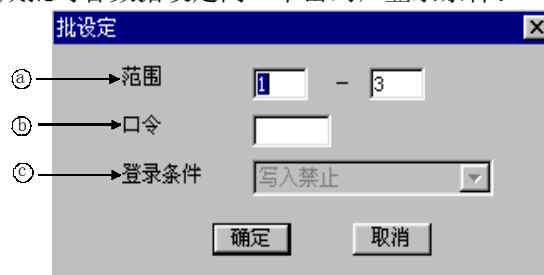 批设定
ⓐ 范围 1 - 3
ⓑ 口令
ⓒ 登录条件 写入禁止
确定 取消